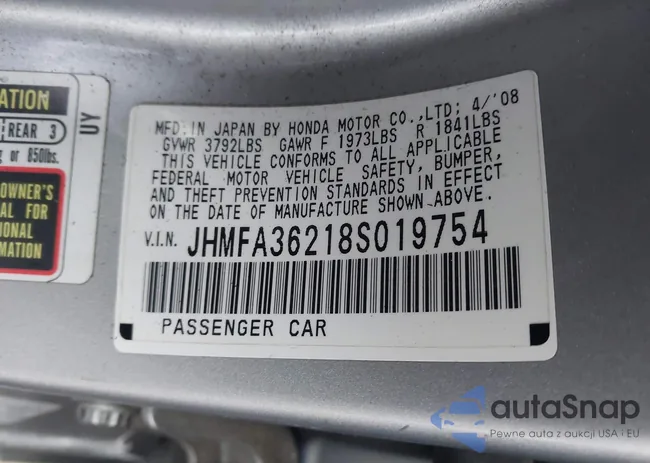 ATION
REAR 3
g or 850lbs.
OWNER'S
AL FOR
IONAL
ATION
UY
MFD.IN JAPAN BY HONDA MOTOR CO.,LTD; 4/'08
GVWR 3792LBS GAWR F 1973LBS R 1841LBS
THIS VEHICLE CONFORMS TO ALL APPLICABLE
FEDERAL MOTOR VEHICLE SAFETY, BUMPER,
AND THEFT PREVENTION STANDARDS IN EFFECT
ON THE DATE OF MANUFACTURE SHOWN ABOVE.
V.I.N. JHMFA36218S019754
PASSENGER CAR
autaSnap
Pewne auta z aukcji USA i EU